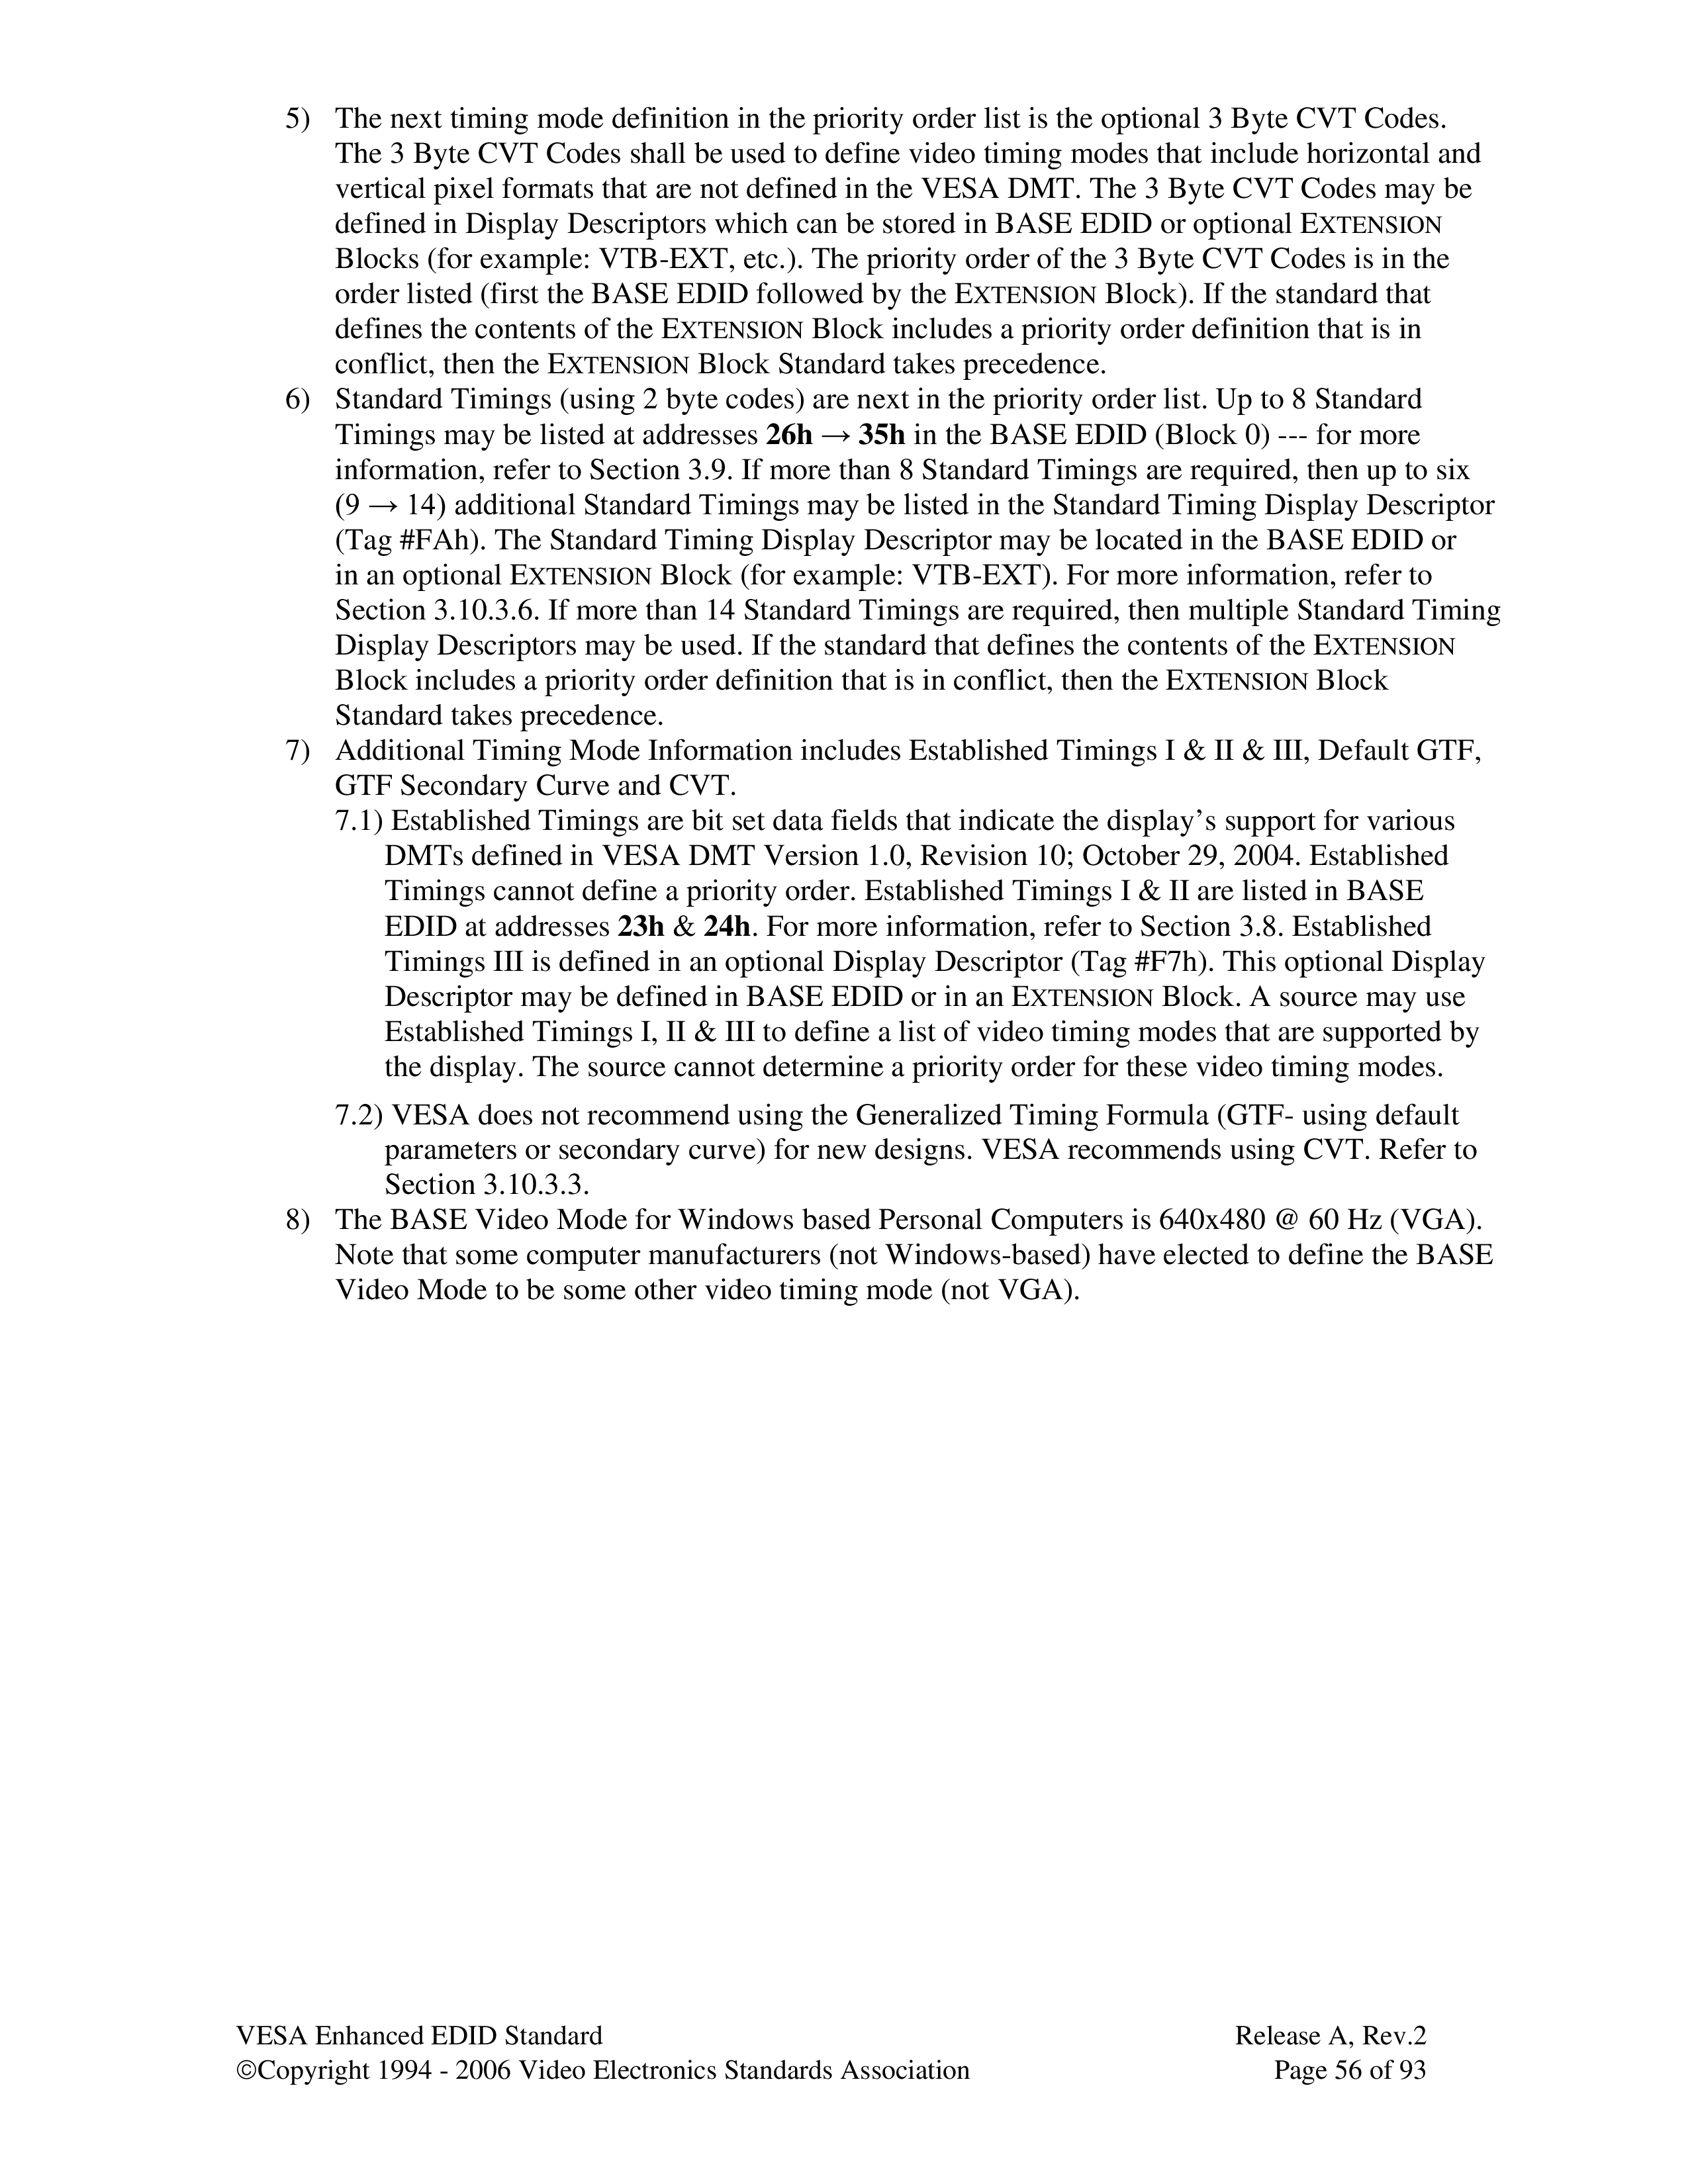 5) The next timing mode definition in the priority order list is the optional 3 Byte CVT Codes.
The 3 Byte CVT Codes shall be used to define video timing modes that include horizontal and
vertical pixel formats that are not defined in the VESA DMT. The 3 Byte CVT Codes may be
defined in Display Descriptors which can be stored in BASE EDID or optional EXTENSION
Blocks (for example: VTB-EXT, etc.). The priority order of the 3 Byte CVT Codes is in the
order listed (first the BASE EDID followed by the EXTENSION Block). If the standard that
defines the contents of the EXTENSION Block includes a priority order definition that is in
conflict, then the EXTENSION Block Standard takes precedence.
6) Standard Timings (using 2 byte codes) are next in the priority order list. Up to 8 Standard
Timings may be listed at addresses 26h → 35h in the BASE EDID (Block 0) --- for more
information, refer to Section 3.9. If more than 8 Standard Timings are required, then up to six
(9 → 14) additional Standard Timings may be listed in the Standard Timing Display Descriptor
(Tag #FAh). The Standard Timing Display Descriptor may be located in the BASE EDID or
in an optional EXTENSION Block (for example: VTB-EXT). For more information, refer to
Section 3.10.3.6. If more than 14 Standard Timings are required, then multiple Standard Timing
Display Descriptors may be used. If the standard that defines the contents of the EXTENSION
Block includes a priority order definition that is in conflict, then the EXTENSION Block
Standard takes precedence.
7) Additional Timing Mode Information includes Established Timings I & II & III, Default GTF,
GTF Secondary Curve and CVT.
7.1) Established Timings are bit set data fields that indicate the display’s support for various
DMTs defined in VESA DMT Version 1.0, Revision 10; October 29, 2004. Established
Timings cannot define a priority order. Established Timings I & II are listed in BASE
EDID at addresses 23h & 24h. For more information, refer to Section 3.8. Established
Timings III is defined in an optional Display Descriptor (Tag #F7h). This optional Display
Descriptor may be defined in BASE EDID or in an EXTENSION Block. A source may use
Established Timings I, II & III to define a list of video timing modes that are supported by
the display. The source cannot determine a priority order for these video timing modes.
7.2) VESA does not recommend using the Generalized Timing Formula (GTF- using default
parameters or secondary curve) for new designs. VESA recommends using CVT. Refer to
Section 3.10.3.3.
8) The BASE Video Mode for Windows based Personal Computers is 640x480 @ 60 Hz (VGA).
Note that some computer manufacturers (not Windows-based) have elected to define the BASE
Video Mode to be some other video timing mode (not VGA).
VESA Enhanced EDID Standard Release A, Rev.2
©Copyright 1994 - 2006 Video Electronics Standards Association Page 56 of 93